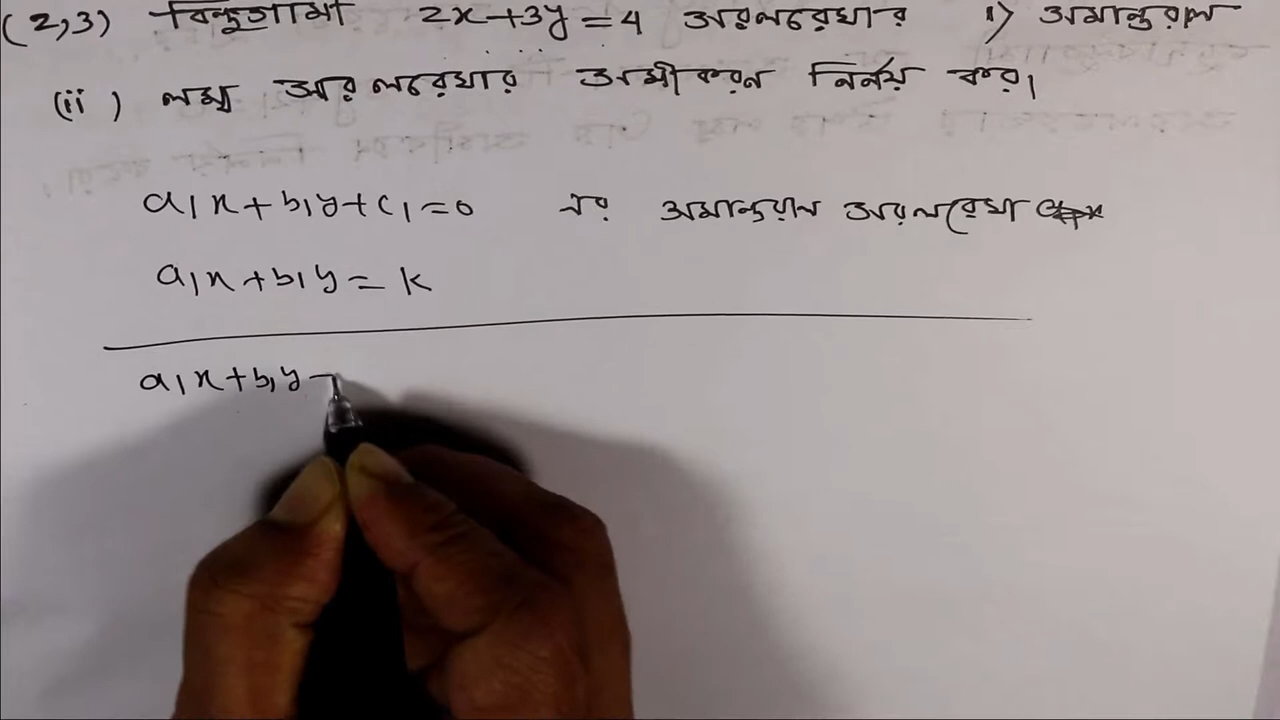 (2,3) বিন্দুগামী 2x+3y=4 সরলরেখার i) সমান্তরাল
(ii) লম্ব সরলরেখার সমীকরণ নির্ণয় কর।
a₁x+b₁y+c₁=0 এর সমান্তরাল সরলরেখা
a₁x+b₁y=k
a₁x+b₁y